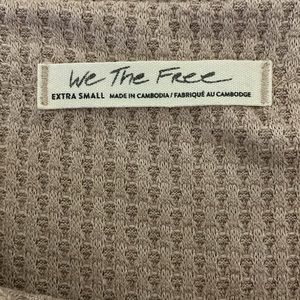 We The Free
EXTRA SMALL MADE IN CAMBODIA / FABRIQUÉ AU CAMBODGE